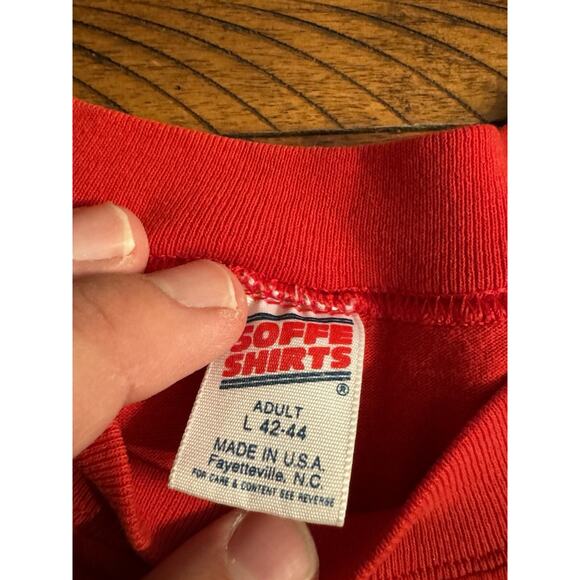 SOFFE
SHIRTS
®
ADULT
L 42-44
MADE IN U.S.A.
Fayetteville, N.C.
FOR CARE & CONTENT SEE REVERSE